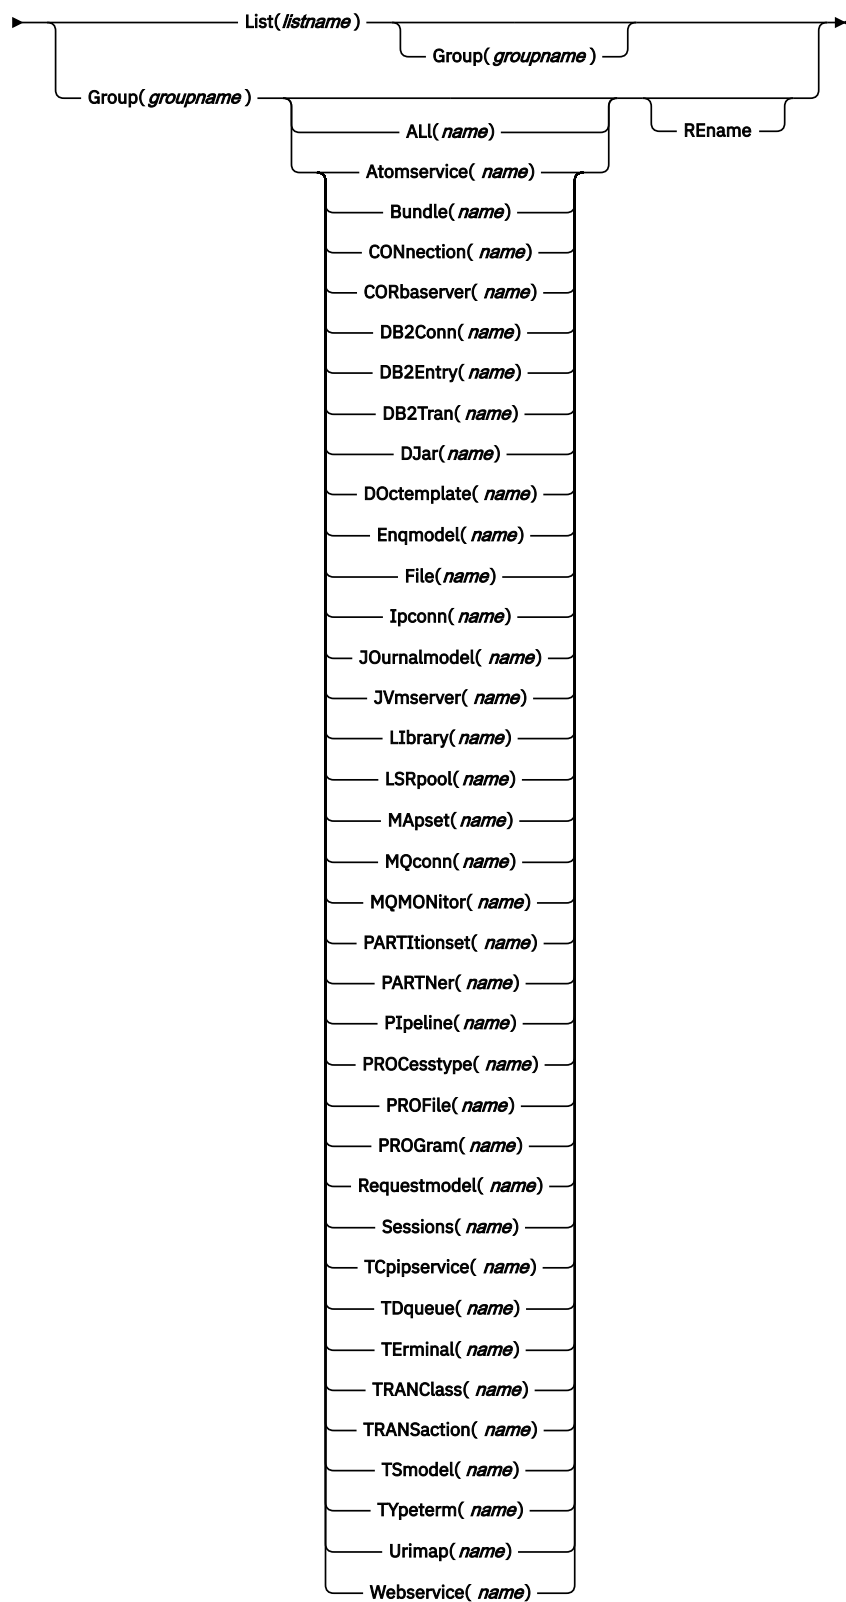 List(listname)
Group(groupname)
Group(groupname)
ALl(name)
REname
Atomservice( name)
Bundle(name)
CONnection( name)
CORbaserver( name)
DB2Conn( name)
DB2Entry( name)
DB2Tran( name)
DJar(name)
DOctemplate( name)
Enqmodel( name)
File(name)
Ipconn( name)
JOurnalmodel( name)
JVmserver( name)
LIbrary(name)
LSRpool( name)
MApset( name)
MQconn( name)
MQMONitor( name)
PARTItionset( name)
PARTNer( name)
PIpeline( name)
PROCesstype( name)
PROFile( name)
PROGram( name)
Requestmodel( name)
Sessions( name)
TCpipservice( name)
TDqueue( name)
TErminal( name)
TRANClass( name)
TRANSaction( name)
TSmodel( name)
TYpeterm( name)
Urimap(name)
Webservice( name)